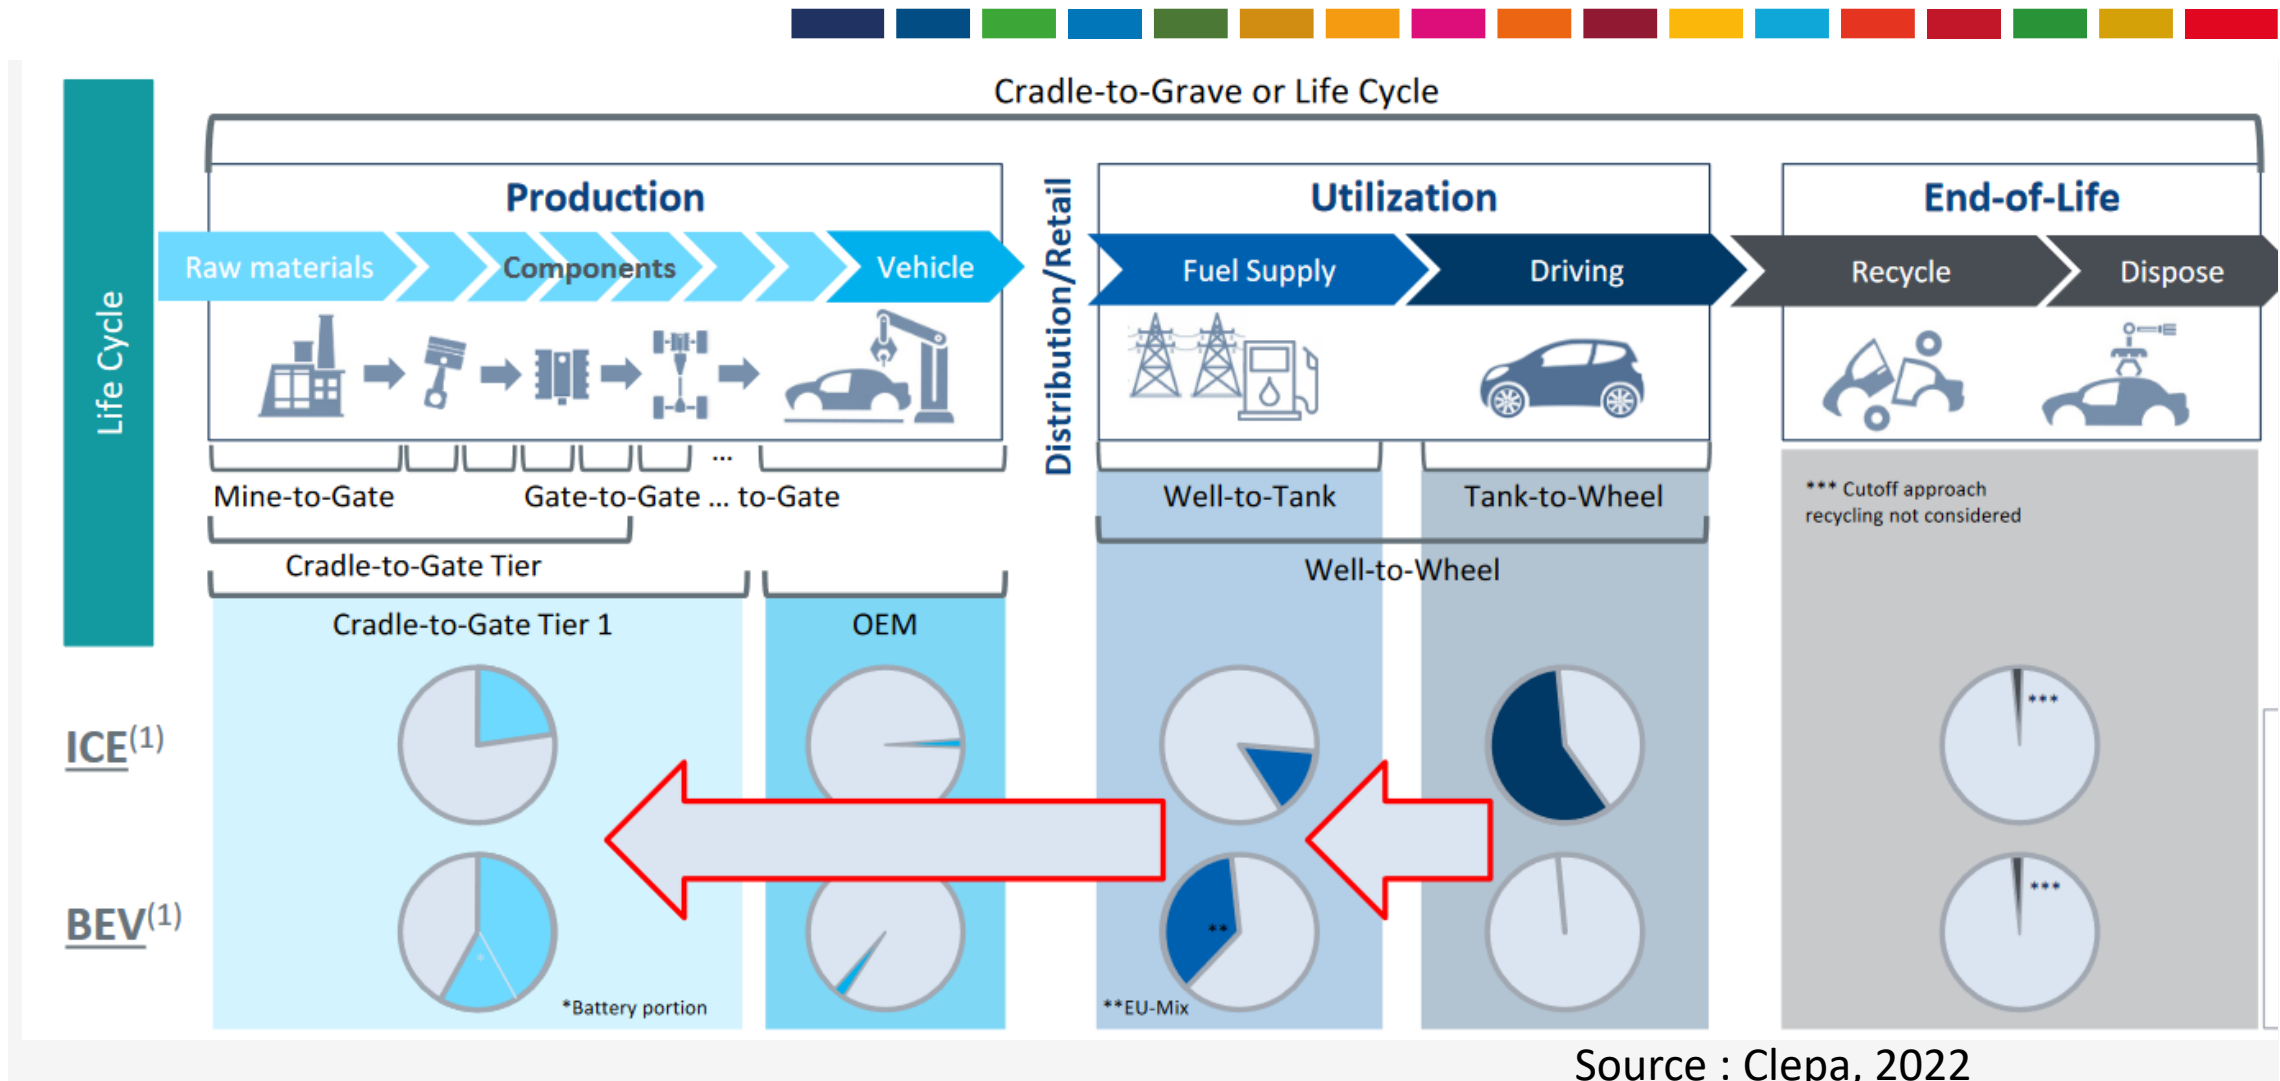 Cradle-to-Grave or Life Cycle
Life Cycle
Production
Raw materials
Components
Vehicle
Distribution/Retail
Utilization
Fuel Supply
Driving
End-of-Life
Recycle
Dispose
...
Mine-to-Gate
Gate-to-Gate ... to-Gate
Cradle-to-Gate Tier
Cradle-to-Gate Tier 1
OEM
Well-to-Tank
Tank-to-Wheel
Well-to-Wheel
*** Cutoff approach
recycling not considered
ICE(1)
***
BEV(1)
*
**
***
*Battery portion
**EU-Mix
Source : Clepa, 2022